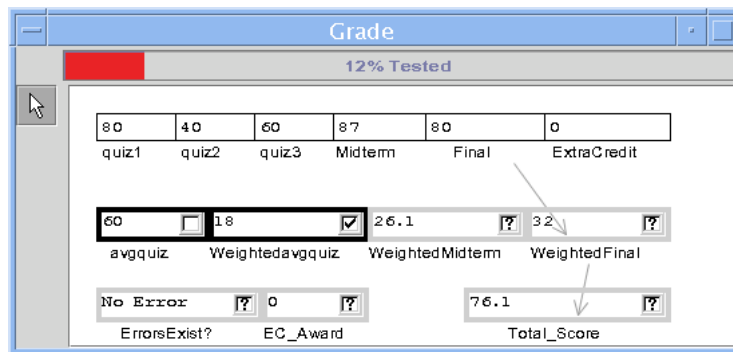 Grade
12% Tested
80 40 60 87 80 0
quiz1 quiz2 quiz3 Midterm Final ExtraCredit
60 18 ? 26.1 ? 32 ?
avgquiz Weightedavgquiz WeightedMidterm WeightedFinal
No Error ? 0 ? 76.1 ?
ErrorsExist? EC_Award Total_Score